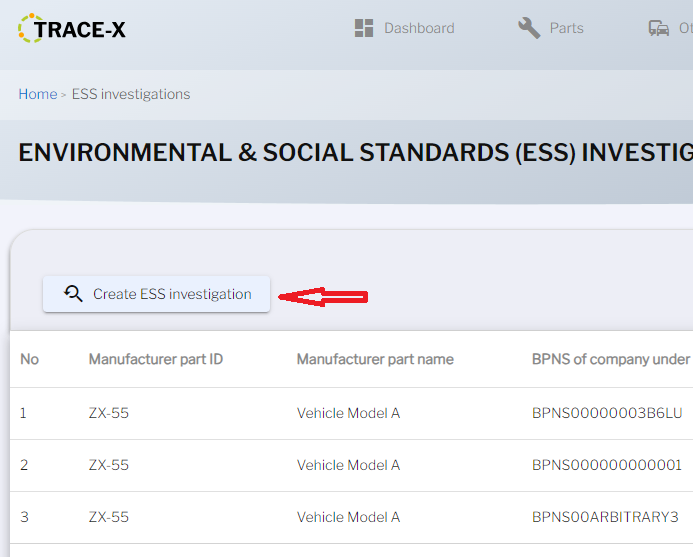 TRACE-X Dashboard Parts
Home > ESS investigations
ENVIRONMENTAL & SOCIAL STANDARDS (ESS)
Create ESS investigation
No Manufacturer part ID Manufacturer part name BPNS of company under
1 ZX-55 Vehicle Model A BPNS00000003B6LU
2 ZX-55 Vehicle Model A BPNS000000000001
3 ZX-55 Vehicle Model A BPNS00ARBITRARY3